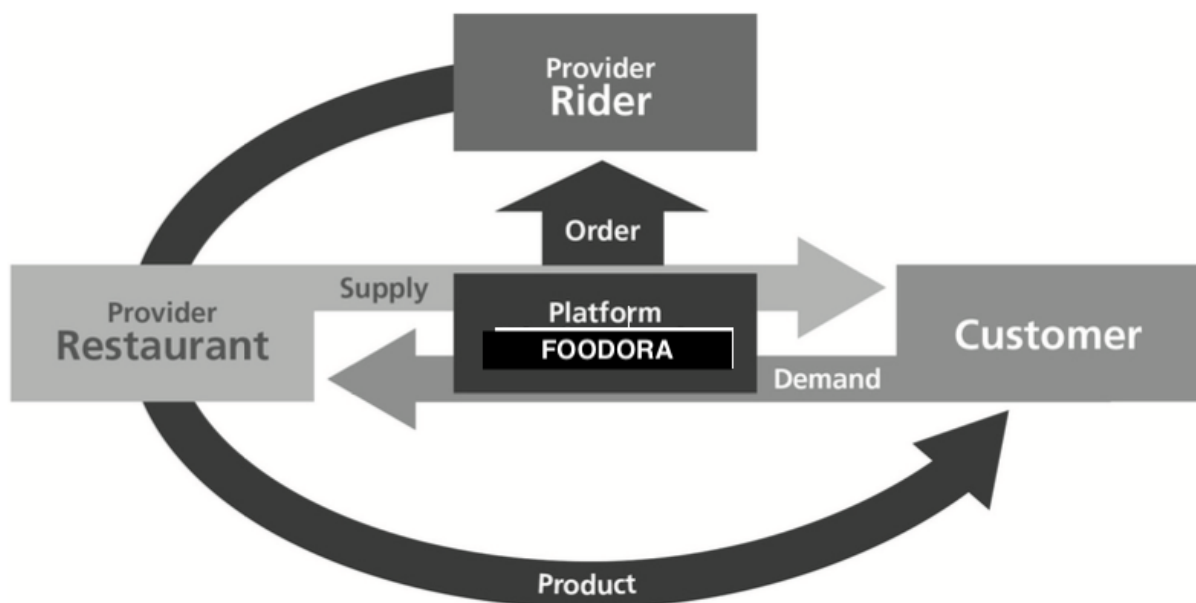 Provider
Rider
Order
Supply
Provider
Restaurant
Platform
FOODORA
Customer
Demand
Product